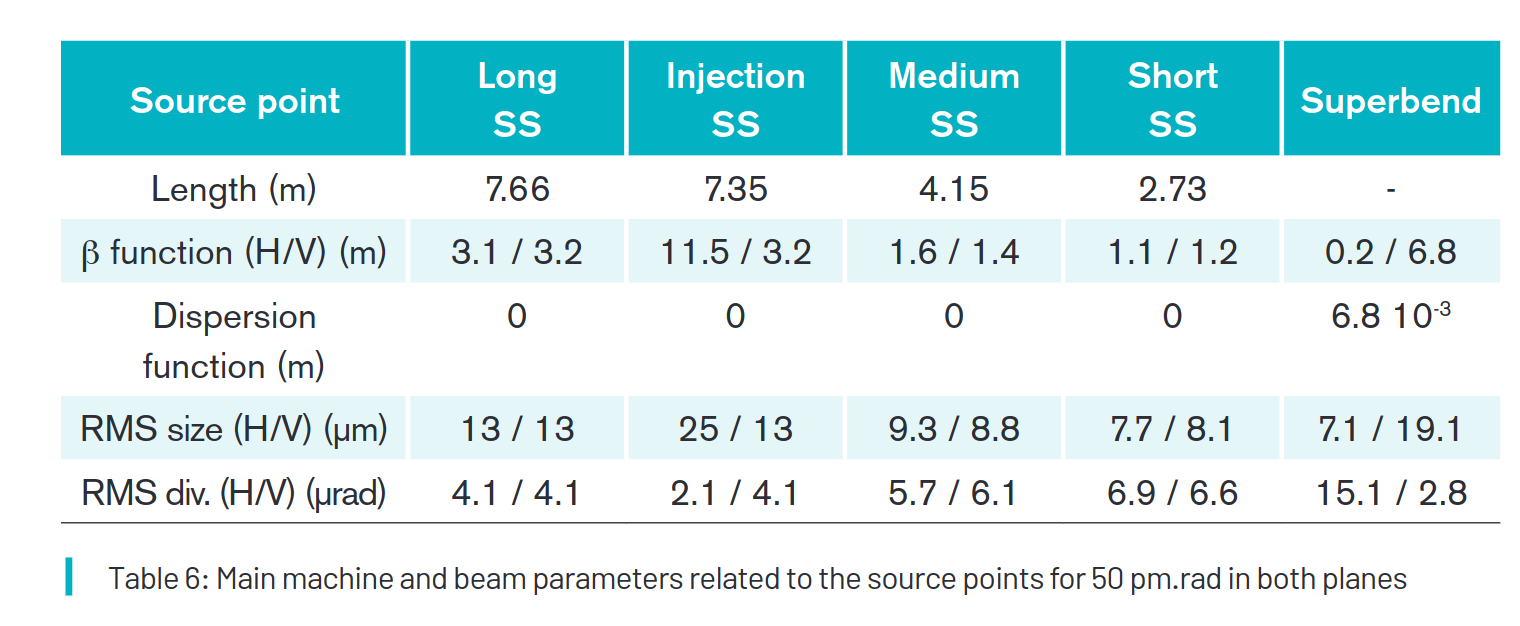 Source point Long SS Injection SS Medium SS Short SS Superbend
Length (m) 7.66 7.35 4.15 2.73 -
β function (H/V) (m) 3.1 / 3.2 11.5 / 3.2 1.6 / 1.4 1.1 / 1.2 0.2 / 6.8
Dispersion function (m) 0 0 0 0 6.8 10⁻³
RMS size (H/V) (µm) 13 / 13 25 / 13 9.3 / 8.8 7.7 / 8.1 7.1 / 19.1
RMS div. (H/V) (µrad) 4.1 / 4.1 2.1 / 4.1 5.7 / 6.1 6.9 / 6.6 15.1 / 2.8
Table 6: Main machine and beam parameters related to the source points for 50 pm.rad in both planes